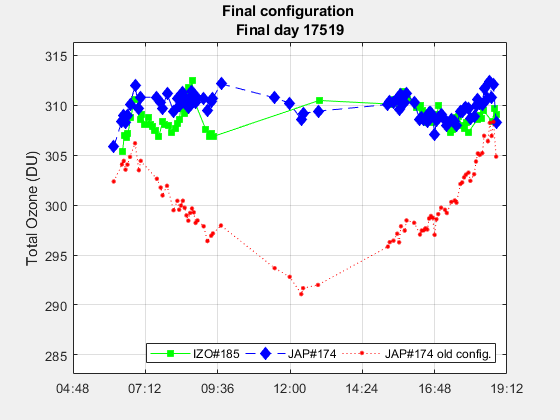 Final configuration
Final day 17519
Total Ozone (DU)
315
310
305
300
295
290
285
IZO#185 JAP#174 JAP#174 old config.
04:48 07:12 09:36 12:00 14:24 16:48 19:12